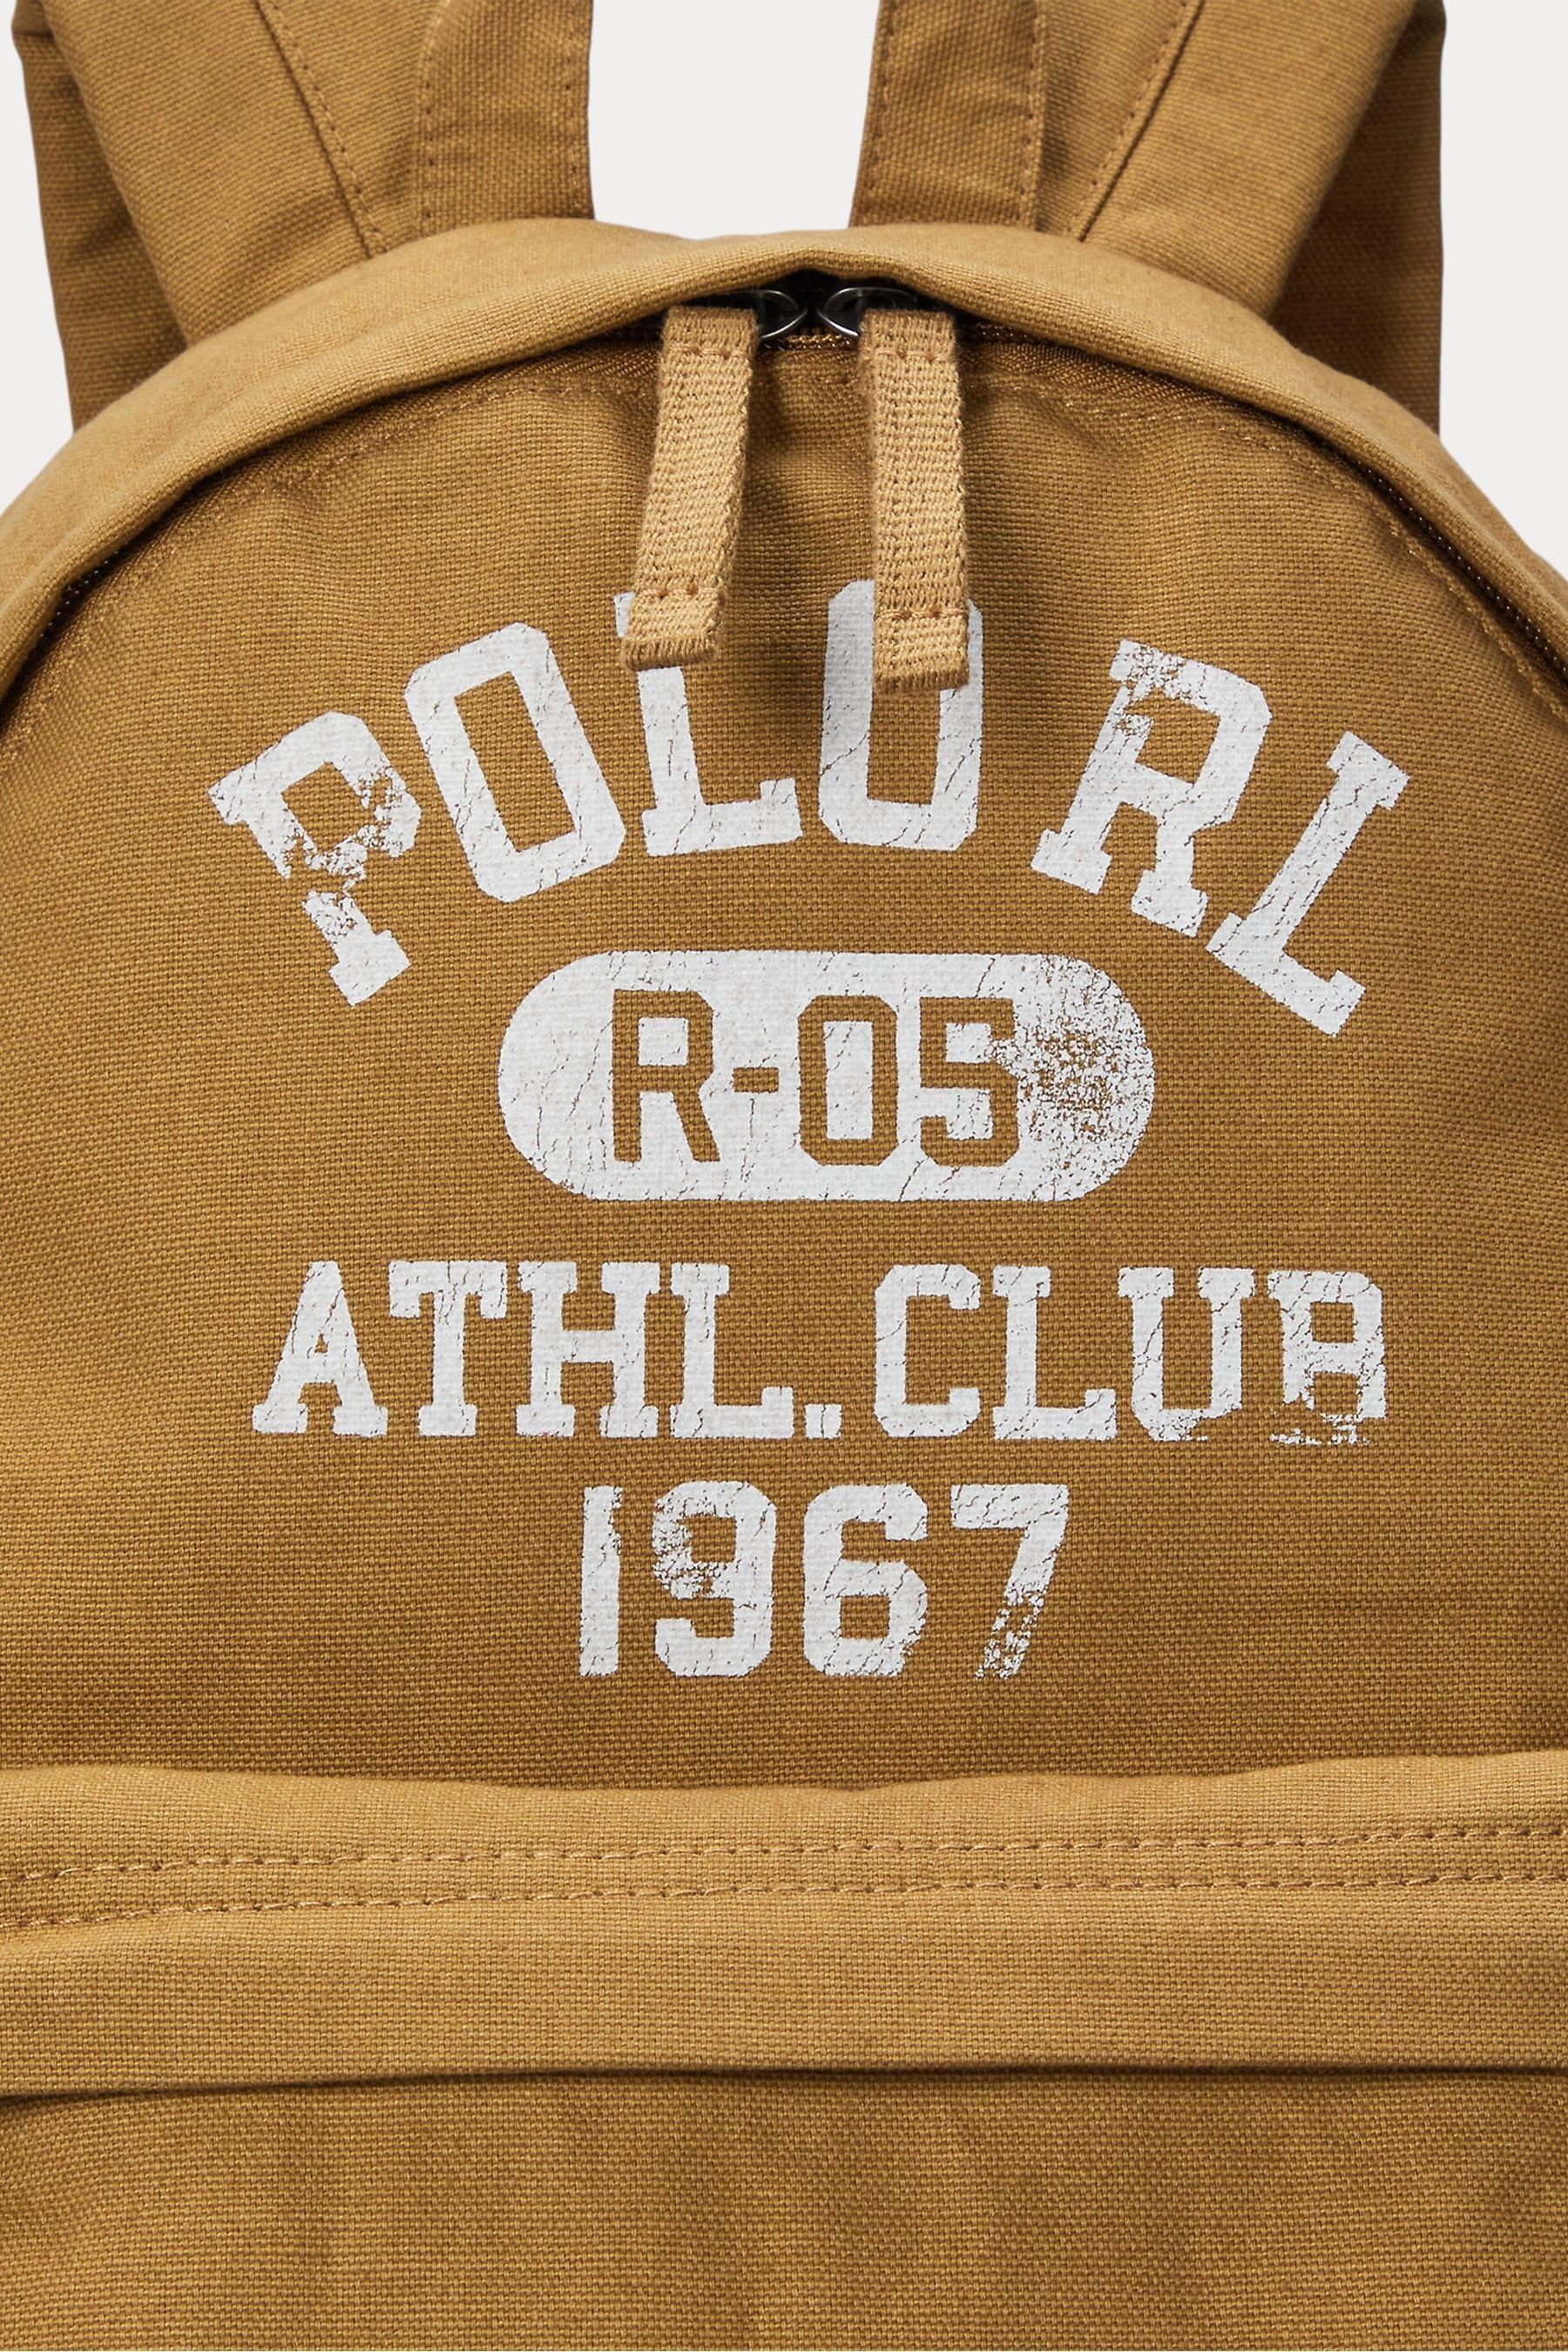 POLO RL
R-05
ATHL. CLUB
1967